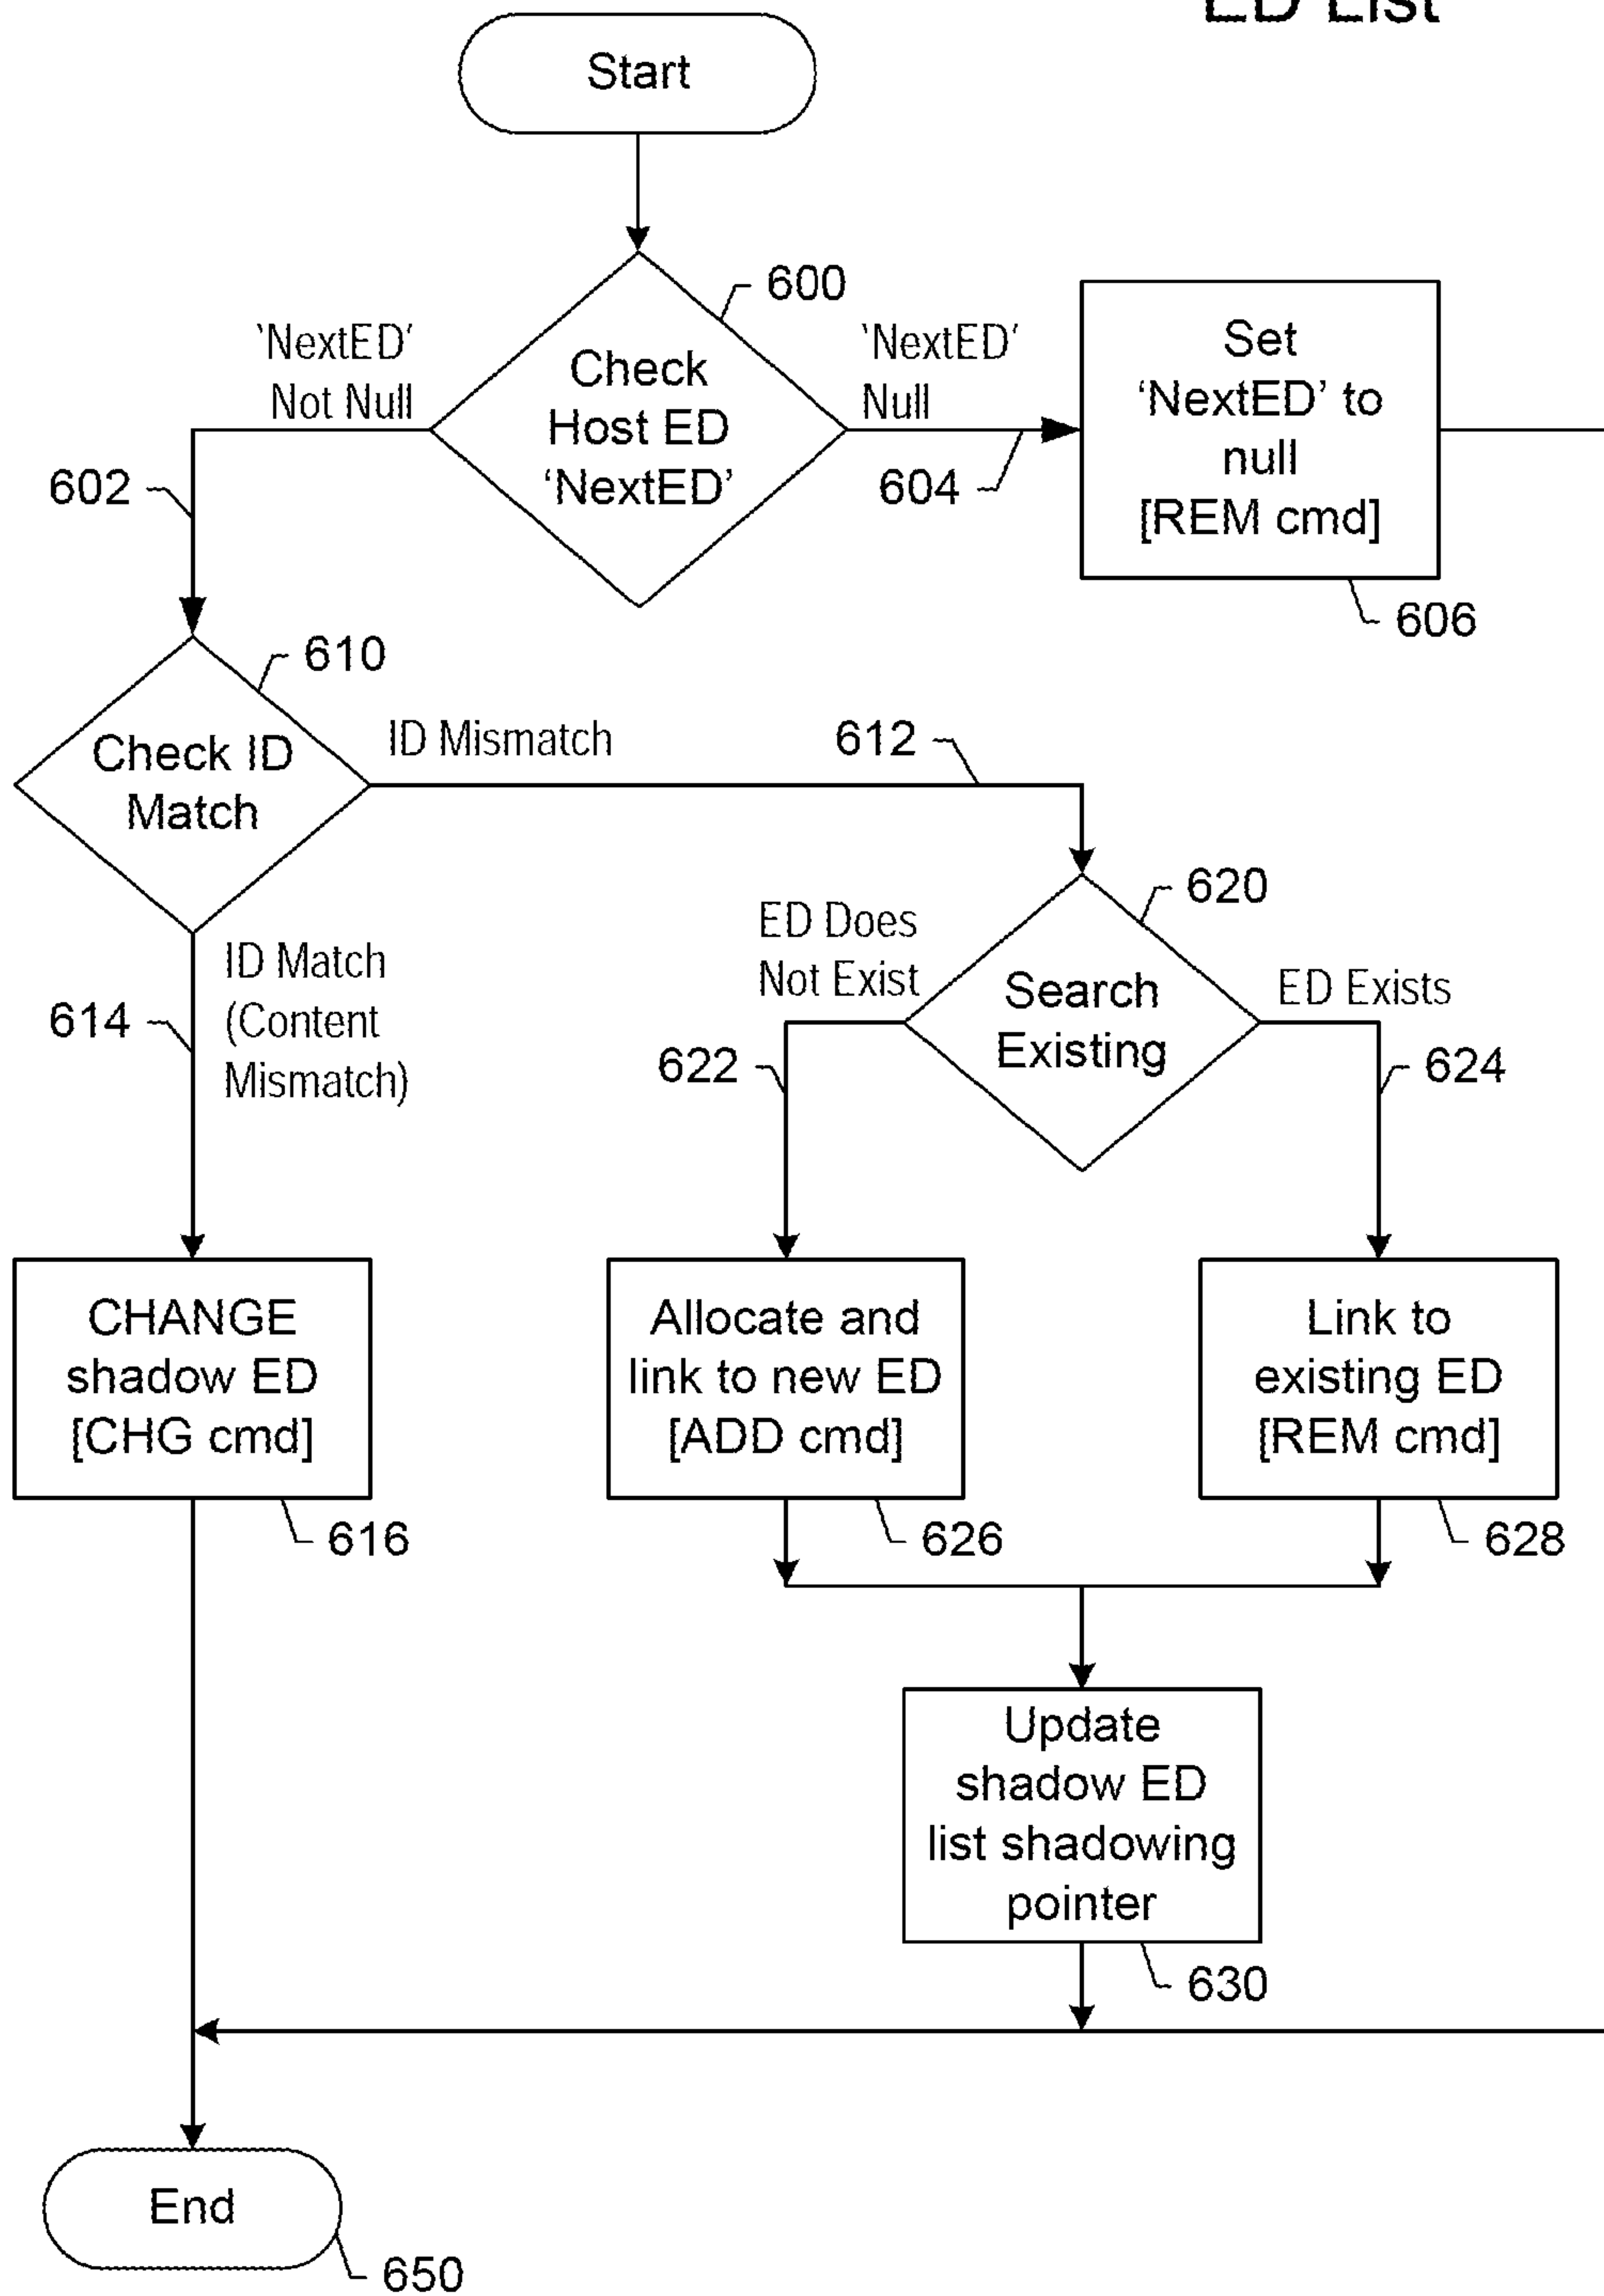 ED List
Start
600
'NextED'
Not Null
Check
Host ED
'NextED'
'NextED'
Null
Set
'NextED' to
null
[REM cmd]
602
604
606
610
Check ID
Match
ID Mismatch
612
620
ED Does
Not Exist
Search
Existing
ED Exists
ID Match
(Content
Mismatch)
614
622
624
CHANGE
shadow ED
[CHG cmd]
Allocate and
link to new ED
[ADD cmd]
Link to
existing ED
[REM cmd]
616
626
628
Update
shadow ED
list shadowing
pointer
630
End
650